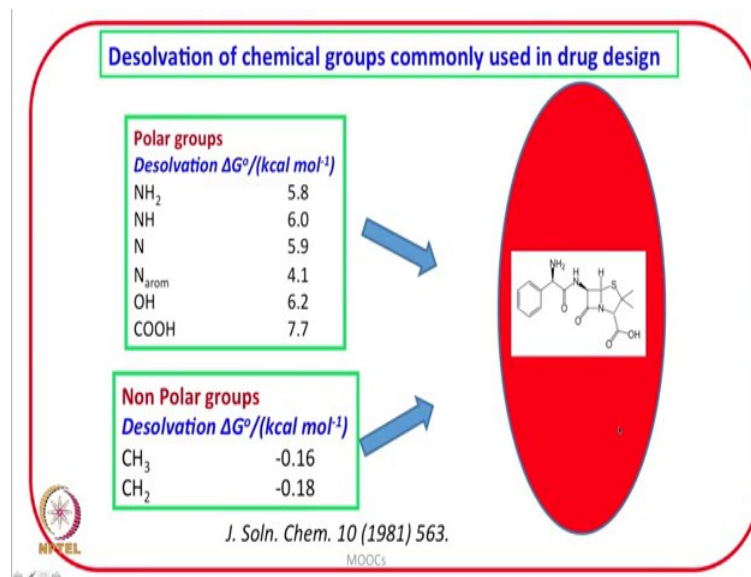 Desolvation of chemical groups commonly used in drug design
Polar groups
Desolvation ΔG°/(kcal mol⁻¹)
NH₂ 5.8
NH 6.0
N 5.9
Nₐᵣₒₘ 4.1
OH 6.2
COOH 7.7
Non Polar groups
Desolvation ΔG°/(kcal mol⁻¹)
CH₃ -0.16
CH₂ -0.18
NH₂
H
N
H
S
O
N
O
O
OH
J. Soln. Chem. 10 (1981) 563.
NPTEL
MOOCs